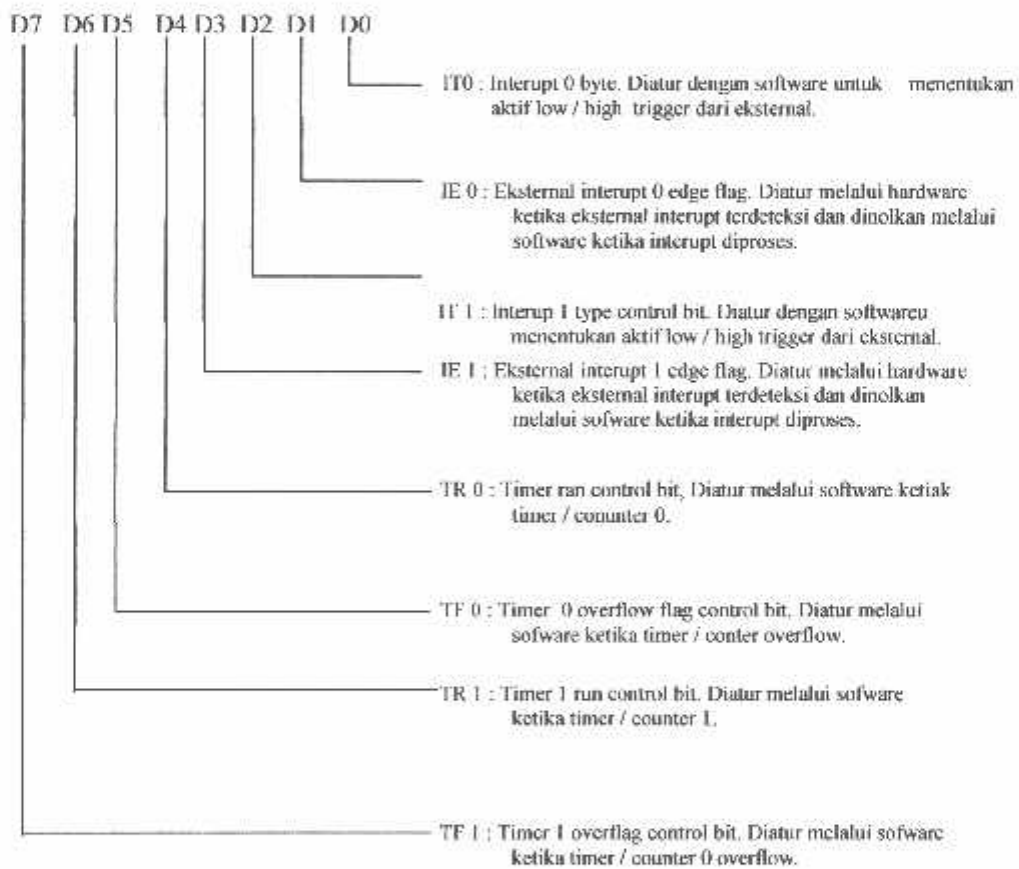 D7 D6 D5 D4 D3 D2 D1 D0
IT0 : Interupt 0 byte. Diatur dengan software untuk menentukan
aktif low / high trigger dari eksternal.
IE 0 : Eksternal interupt 0 edge flag. Diatur melalui hardware
ketika eksternal interupt terdeteksi dan dinolkan melalui
software ketika interupt diproses.
IT 1 : Interup 1 type control bit. Diatur dengan softwareu
menentukan aktif low / high trigger dari eksternal.
IE 1 : Eksternal interupt 1 edge flag. Diatur melalui hardware
ketika eksternal interupt terdeteksi dan dinolkan
melalui sofware ketika interupt diproses.
TR 0 : Timer ran control bit, Diatur melalui software ketiak
timer / conunter 0.
TF 0 : Timer 0 overflow flag control bit. Diatur melalui
sofware ketika timer / conter overflow.
TR 1 : Timer 1 run control bit. Diatur melalui sofware
ketika timer / counter 1.
TF 1 : Timer 1 overflag control bit. Diatur melalui sofware
ketika timer / counter 0 overflow.